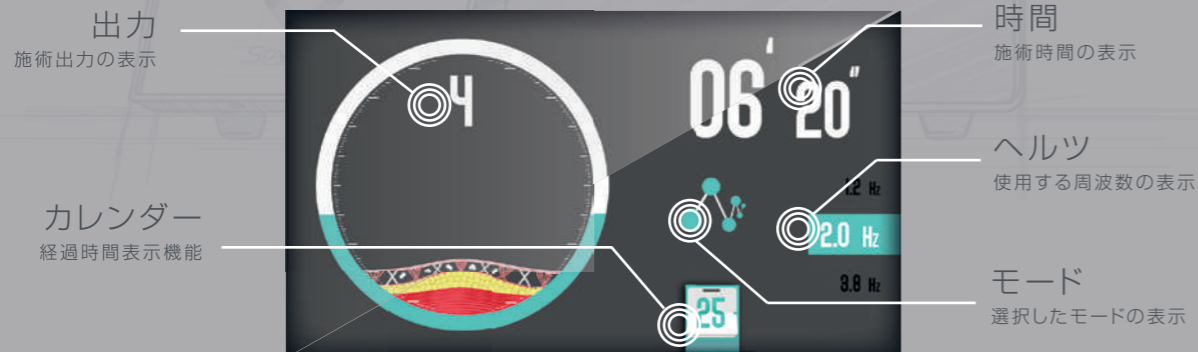 出力
施術出力の表示
カレンダー
経過時間表示機能
4
06' 20"
1.2 Hz
2.0 Hz
3.8 Hz
25
時間
施術時間の表示
ヘルツ
使用する周波数の表示
モード
選択したモードの表示